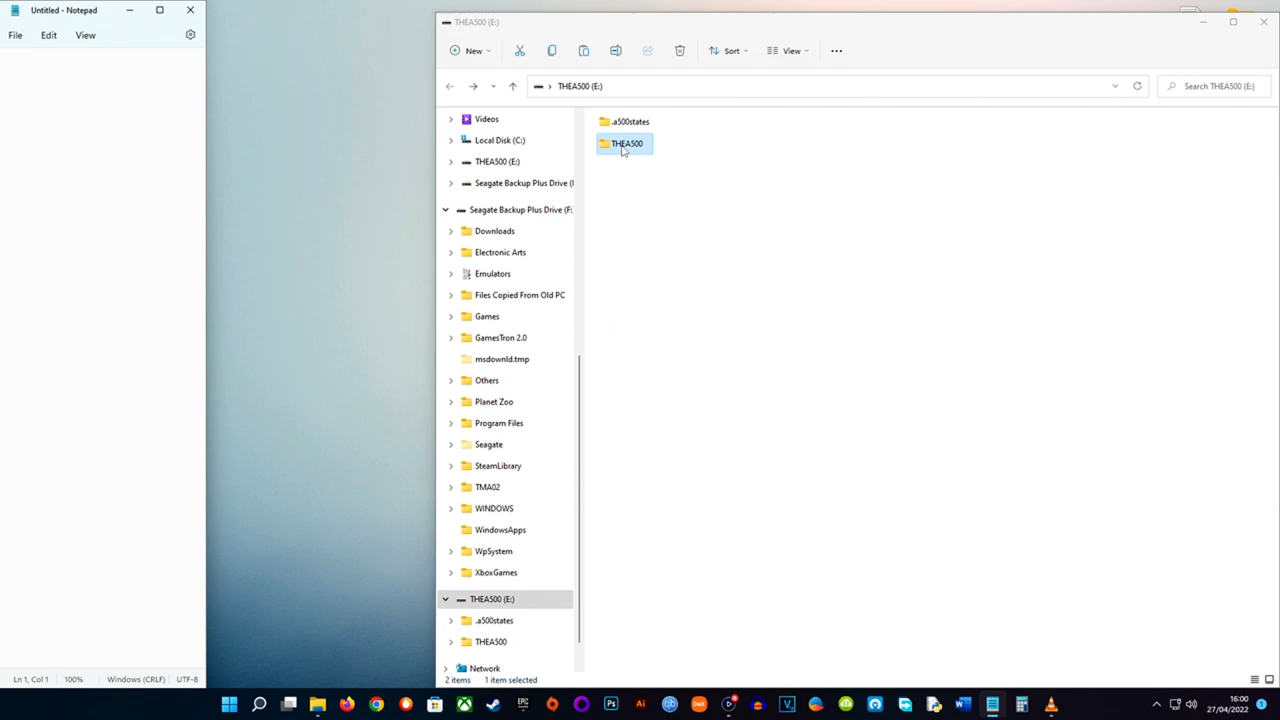 Untitled - Notepad
File Edit View
Ln 1, Col 1 100% Windows (CRLF) UTF-8
THEA500 (E:)
New Sort View
THEA500 (E:) Search THEA500 (E:)
Videos
Local Disk (C:)
THEA500 (E:)
Seagate Backup Plus Drive (
Seagate Backup Plus Drive (F:
Downloads
Electronic Arts
Emulators
Files Copied From Old PC
Games
GamesTron 2.0
msdownld.tmp
Others
Planet Zoo
Program Files
Seagate
SteamLibrary
TMA02
WINDOWS
WindowsApps
WpSystem
XboxGames
THEA500 (E:)
.a500states
THEA500
Network
.a500states
THEA500
2 items 1 item selected
EPIC
Ps Ai DeX
16:00
27/04/2022